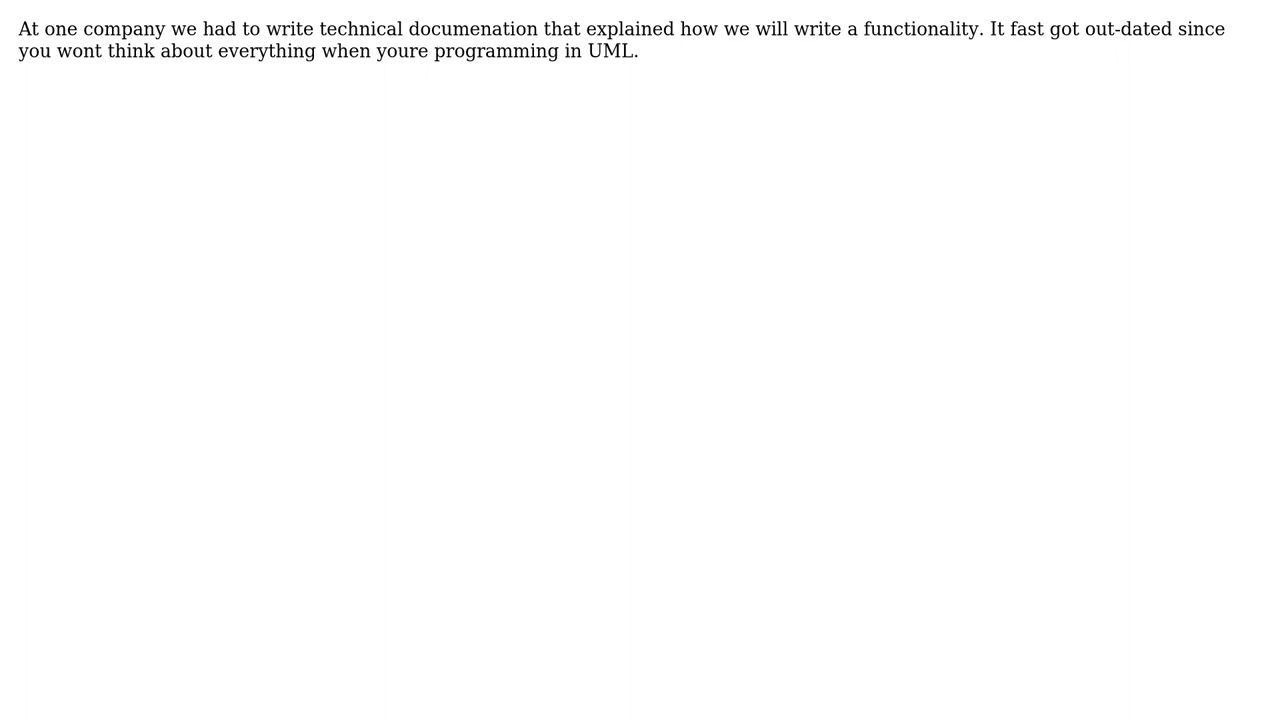 At one company we had to write technical documenation that explained how we will write a functionality. It fast got out-dated since
you wont think about everything when youre programming in UML.